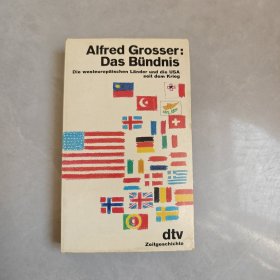 Alfred Grosser:
Das Bündnis
Die westeuropäischen Länder und die USA
seit dem Krieg
dtv
Zeitgeschichte